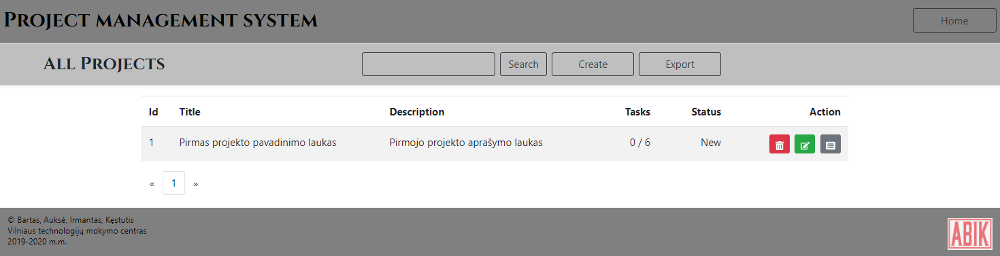 Project management system
Home
All Projects
Search Create Export
Id Title Description Tasks Status Action
1 Pirmas projekto pavadinimo laukas Pirmojo projekto aprašymo laukas 0 / 6 New
« 1 »
© Bartas, Auksė, Irmantas, Kęstutis
Vilniaus technologijų mokymo centras
2019-2020 m.m.
ABIK